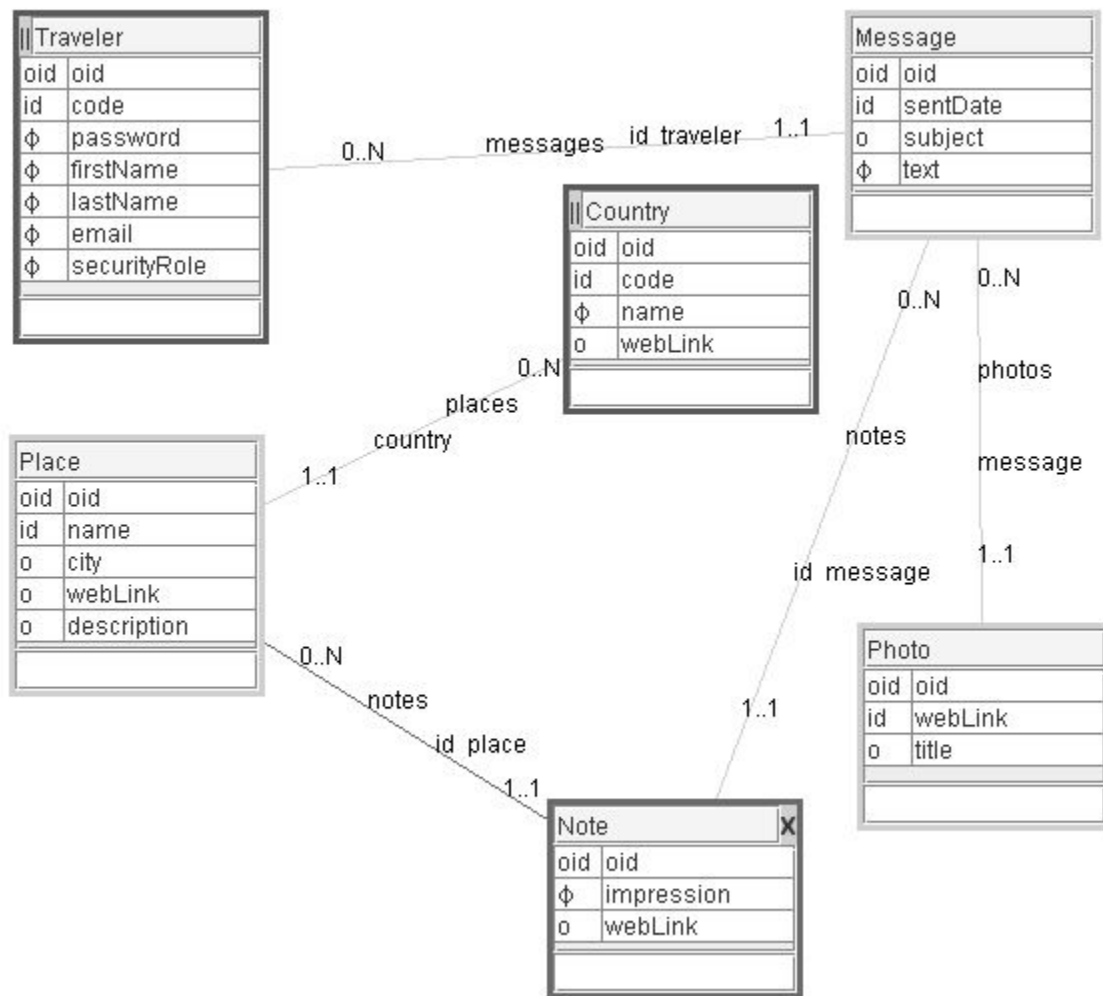 || Traveler
oid oid
id code
ϕ password
ϕ firstName
ϕ lastName
ϕ email
ϕ securityRole
0..N messages id traveler 1..1
Message
oid oid
id sentDate
o subject
ϕ text
|| Country
oid oid
id code
ϕ name
o webLink
0..N
places
country
1..1
Place
oid oid
id name
o city
o webLink
o description
0..N
notes
id place
1..1
0..N
notes
id message
1..1
0..N
photos
message
1..1
Photo
oid oid
id webLink
o title
Note X
oid oid
ϕ impression
o webLink